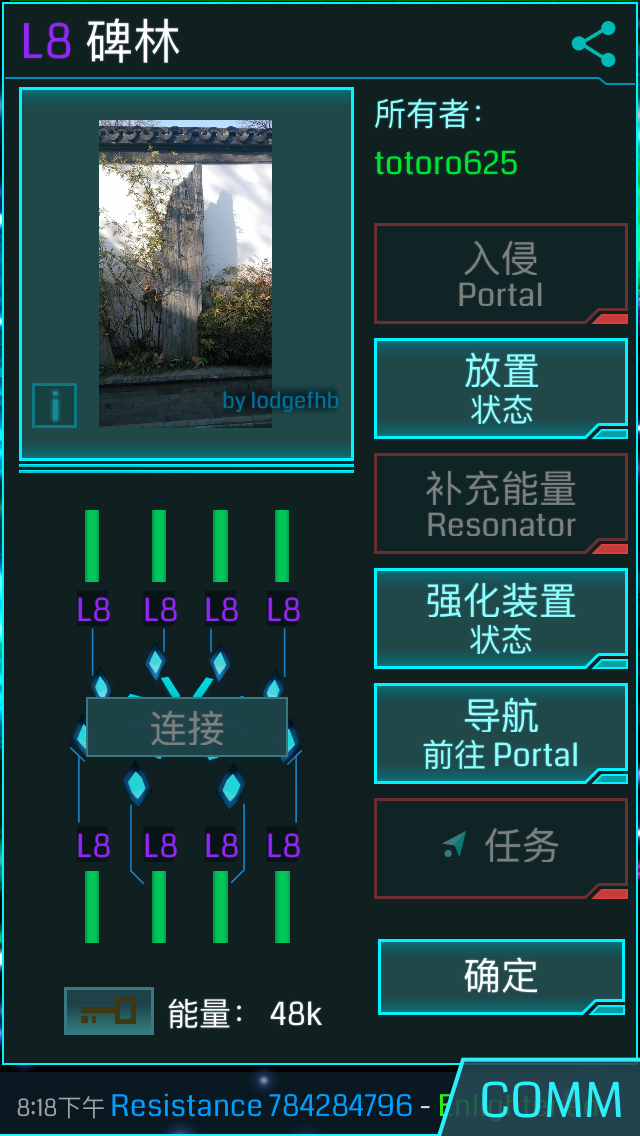 L8 碑林
所有者：
totoro625
by lodgefhb
入侵
Portal
放置
状态
补充能量
Resonator
强化装置
状态
导航
前往 Portal
任务
确定
L8 L8 L8 L8
连接
L8 L8 L8 L8
能量： 48k
8:18下午 Resistance 784284796 -
COMM